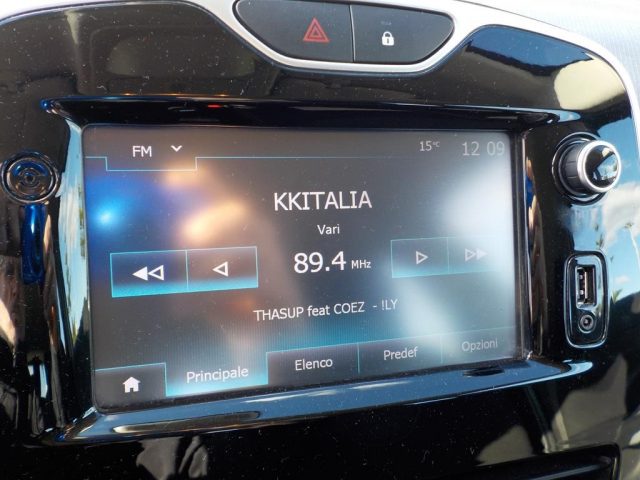 FM
15°C 12 09
KKITALIA
Vari
89.4 MHz
THASUP feat COEZ - !LY
Principale Elenco Predef Opzioni